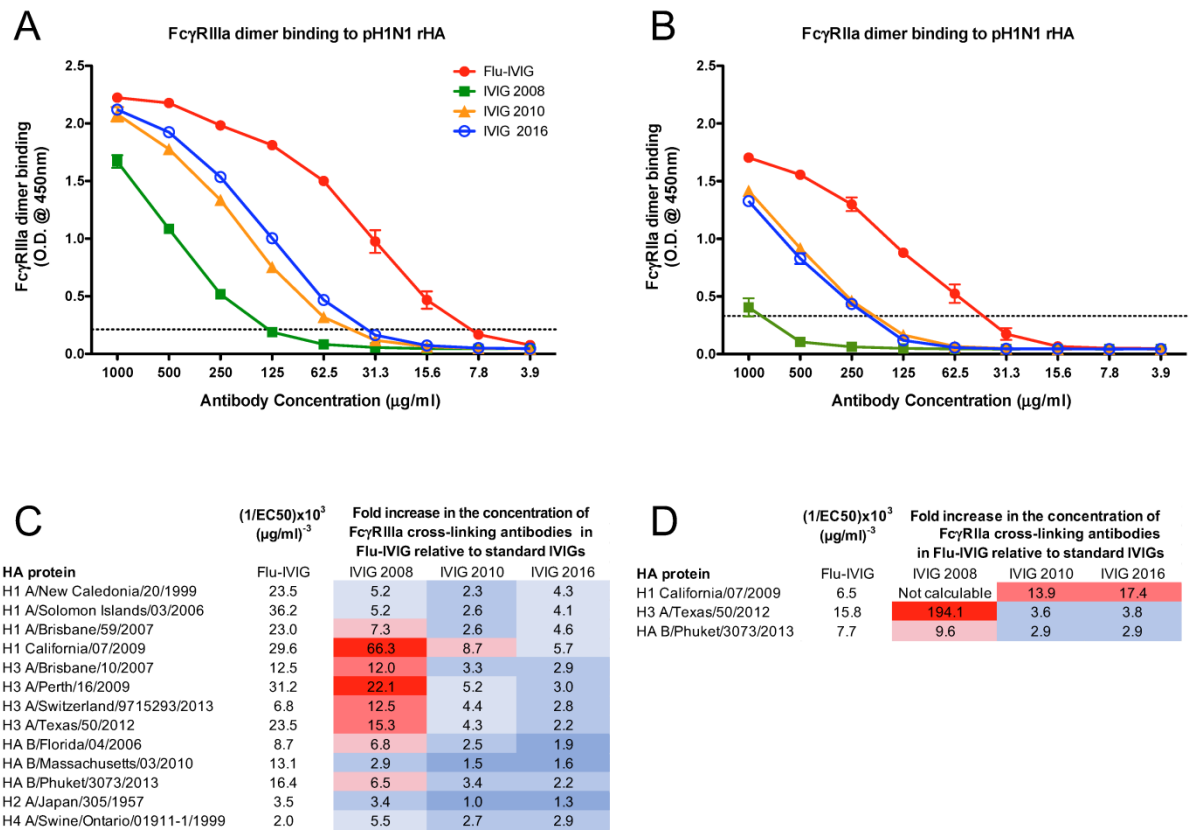 A
FcγRIIIa dimer binding to pH1N1 rHA
FcγRIIIa dimer binding
(O.D. @ 450nm)
2.5
2.0
1.5
1.0
0.5
0.0
Flu-IVIG
IVIG 2008
IVIG 2010
IVIG 2016
1000 500 250 125 62.5 31.3 15.6 7.8 3.9
Antibody Concentration (μg/ml)
B
FcγRIIa dimer binding to pH1N1 rHA
FcγRIIa dimer binding
(O.D. @ 450nm)
2.5
2.0
1.5
1.0
0.5
0.0
1000 500 250 125 62.5 31.3 15.6 7.8 3.9
Antibody Concentration (μg/ml)
C
(1/EC50)x10³ Fold increase in the concentration of
(μg/ml)⁻³ FcγRIIIa cross-linking antibodies in
Flu-IVIG relative to standard IVIGs
HA protein Flu-IVIG IVIG 2008 IVIG 2010 IVIG 2016
H1 A/New Caledonia/20/1999 23.5 5.2 2.3 4.3
H1 A/Solomon Islands/03/2006 36.2 5.2 2.6 4.1
H1 A/Brisbane/59/2007 23.0 7.3 2.6 4.6
H1 California/07/2009 29.6 66.3 8.7 5.7
H3 A/Brisbane/10/2007 12.5 12.0 3.3 2.9
H3 A/Perth/16/2009 31.2 22.1 5.2 3.0
H3 A/Switzerland/9715293/2013 6.8 12.5 4.4 2.8
H3 A/Texas/50/2012 23.5 15.3 4.3 2.2
HA B/Florida/04/2006 8.7 6.8 2.5 1.9
HA B/Massachusetts/03/2010 13.1 2.9 1.5 1.6
HA B/Phuket/3073/2013 16.4 6.5 3.4 2.2
H2 A/Japan/305/1957 3.5 3.4 1.0 1.3
H4 A/Swine/Ontario/01911-1/1999 2.0 5.5 2.7 2.9
D
(1/EC50)x10³ Fold increase in the concentration of
(μg/ml)⁻³ FcγRIIa cross-linking antibodies
in Flu-IVIG relative to standard IVIGs
HA protein Flu-IVIG IVIG 2008 IVIG 2010 IVIG 2016
H1 California/07/2009 6.5 Not calculable 13.9 17.4
H3 A/Texas/50/2012 15.8 194.1 3.6 3.8
HA B/Phuket/3073/2013 7.7 9.6 2.9 2.9